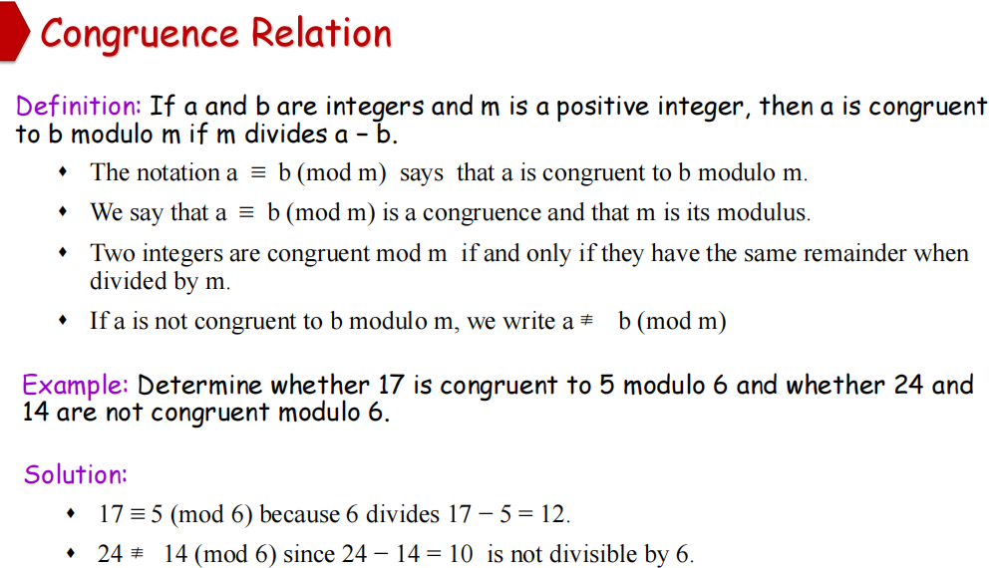 Congruence Relation
Definition: If a and b are integers and m is a positive integer, then a is congruent
to b modulo m if m divides a – b.
♦ The notation a ≡ b (mod m) says that a is congruent to b modulo m.
♦ We say that a ≡ b (mod m) is a congruence and that m is its modulus.
♦ Two integers are congruent mod m if and only if they have the same remainder when
divided by m.
♦ If a is not congruent to b modulo m, we write a ≢ b (mod m)
Example: Determine whether 17 is congruent to 5 modulo 6 and whether 24 and
14 are not congruent modulo 6.
Solution:
♦ 17 ≡ 5 (mod 6) because 6 divides 17 − 5 = 12.
♦ 24 ≢ 14 (mod 6) since 24 − 14 = 10 is not divisible by 6.